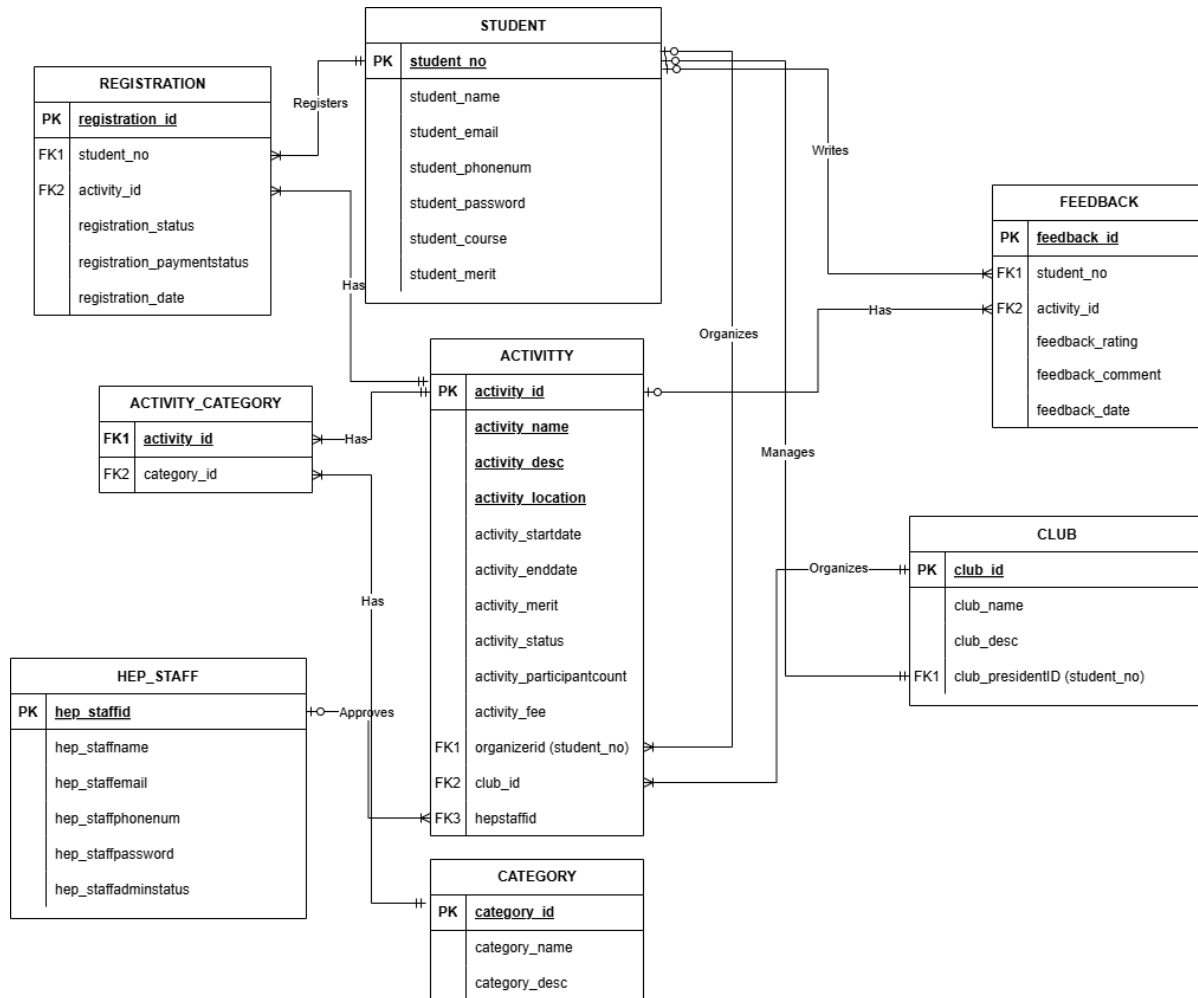 STUDENT
PK student_no
student_name
student_email
student_phonenum
student_password
student_course
student_merit
REGISTRATION
PK registration_id
FK1 student_no
FK2 activity_id
registration_status
registration_paymentstatus
registration_date
Registers
Has
Writes
FEEDBACK
PK feedback_id
FK1 student_no
FK2 activity_id
feedback_rating
feedback_comment
feedback_date
Has
Organizes
Manages
ACTIVITTY
PK activity_id
activity_name
activity_desc
activity_location
activity_startdate
activity_enddate
activity_merit
activity_status
activity_participantcount
activity_fee
FK1 organizerid (student_no)
FK2 club_id
FK3 hepstaffid
ACTIVITY_CATEGORY
FK1 activity_id
FK2 category_id
Has
Has
Organizes
CLUB
PK club_id
club_name
club_desc
FK1 club_presidentID (student_no)
HEP_STAFF
PK hep_staffid
hep_staffname
hep_staffemail
hep_staffphonenum
hep_staffpassword
hep_staffadminstatus
Approves
CATEGORY
PK category_id
category_name
category_desc